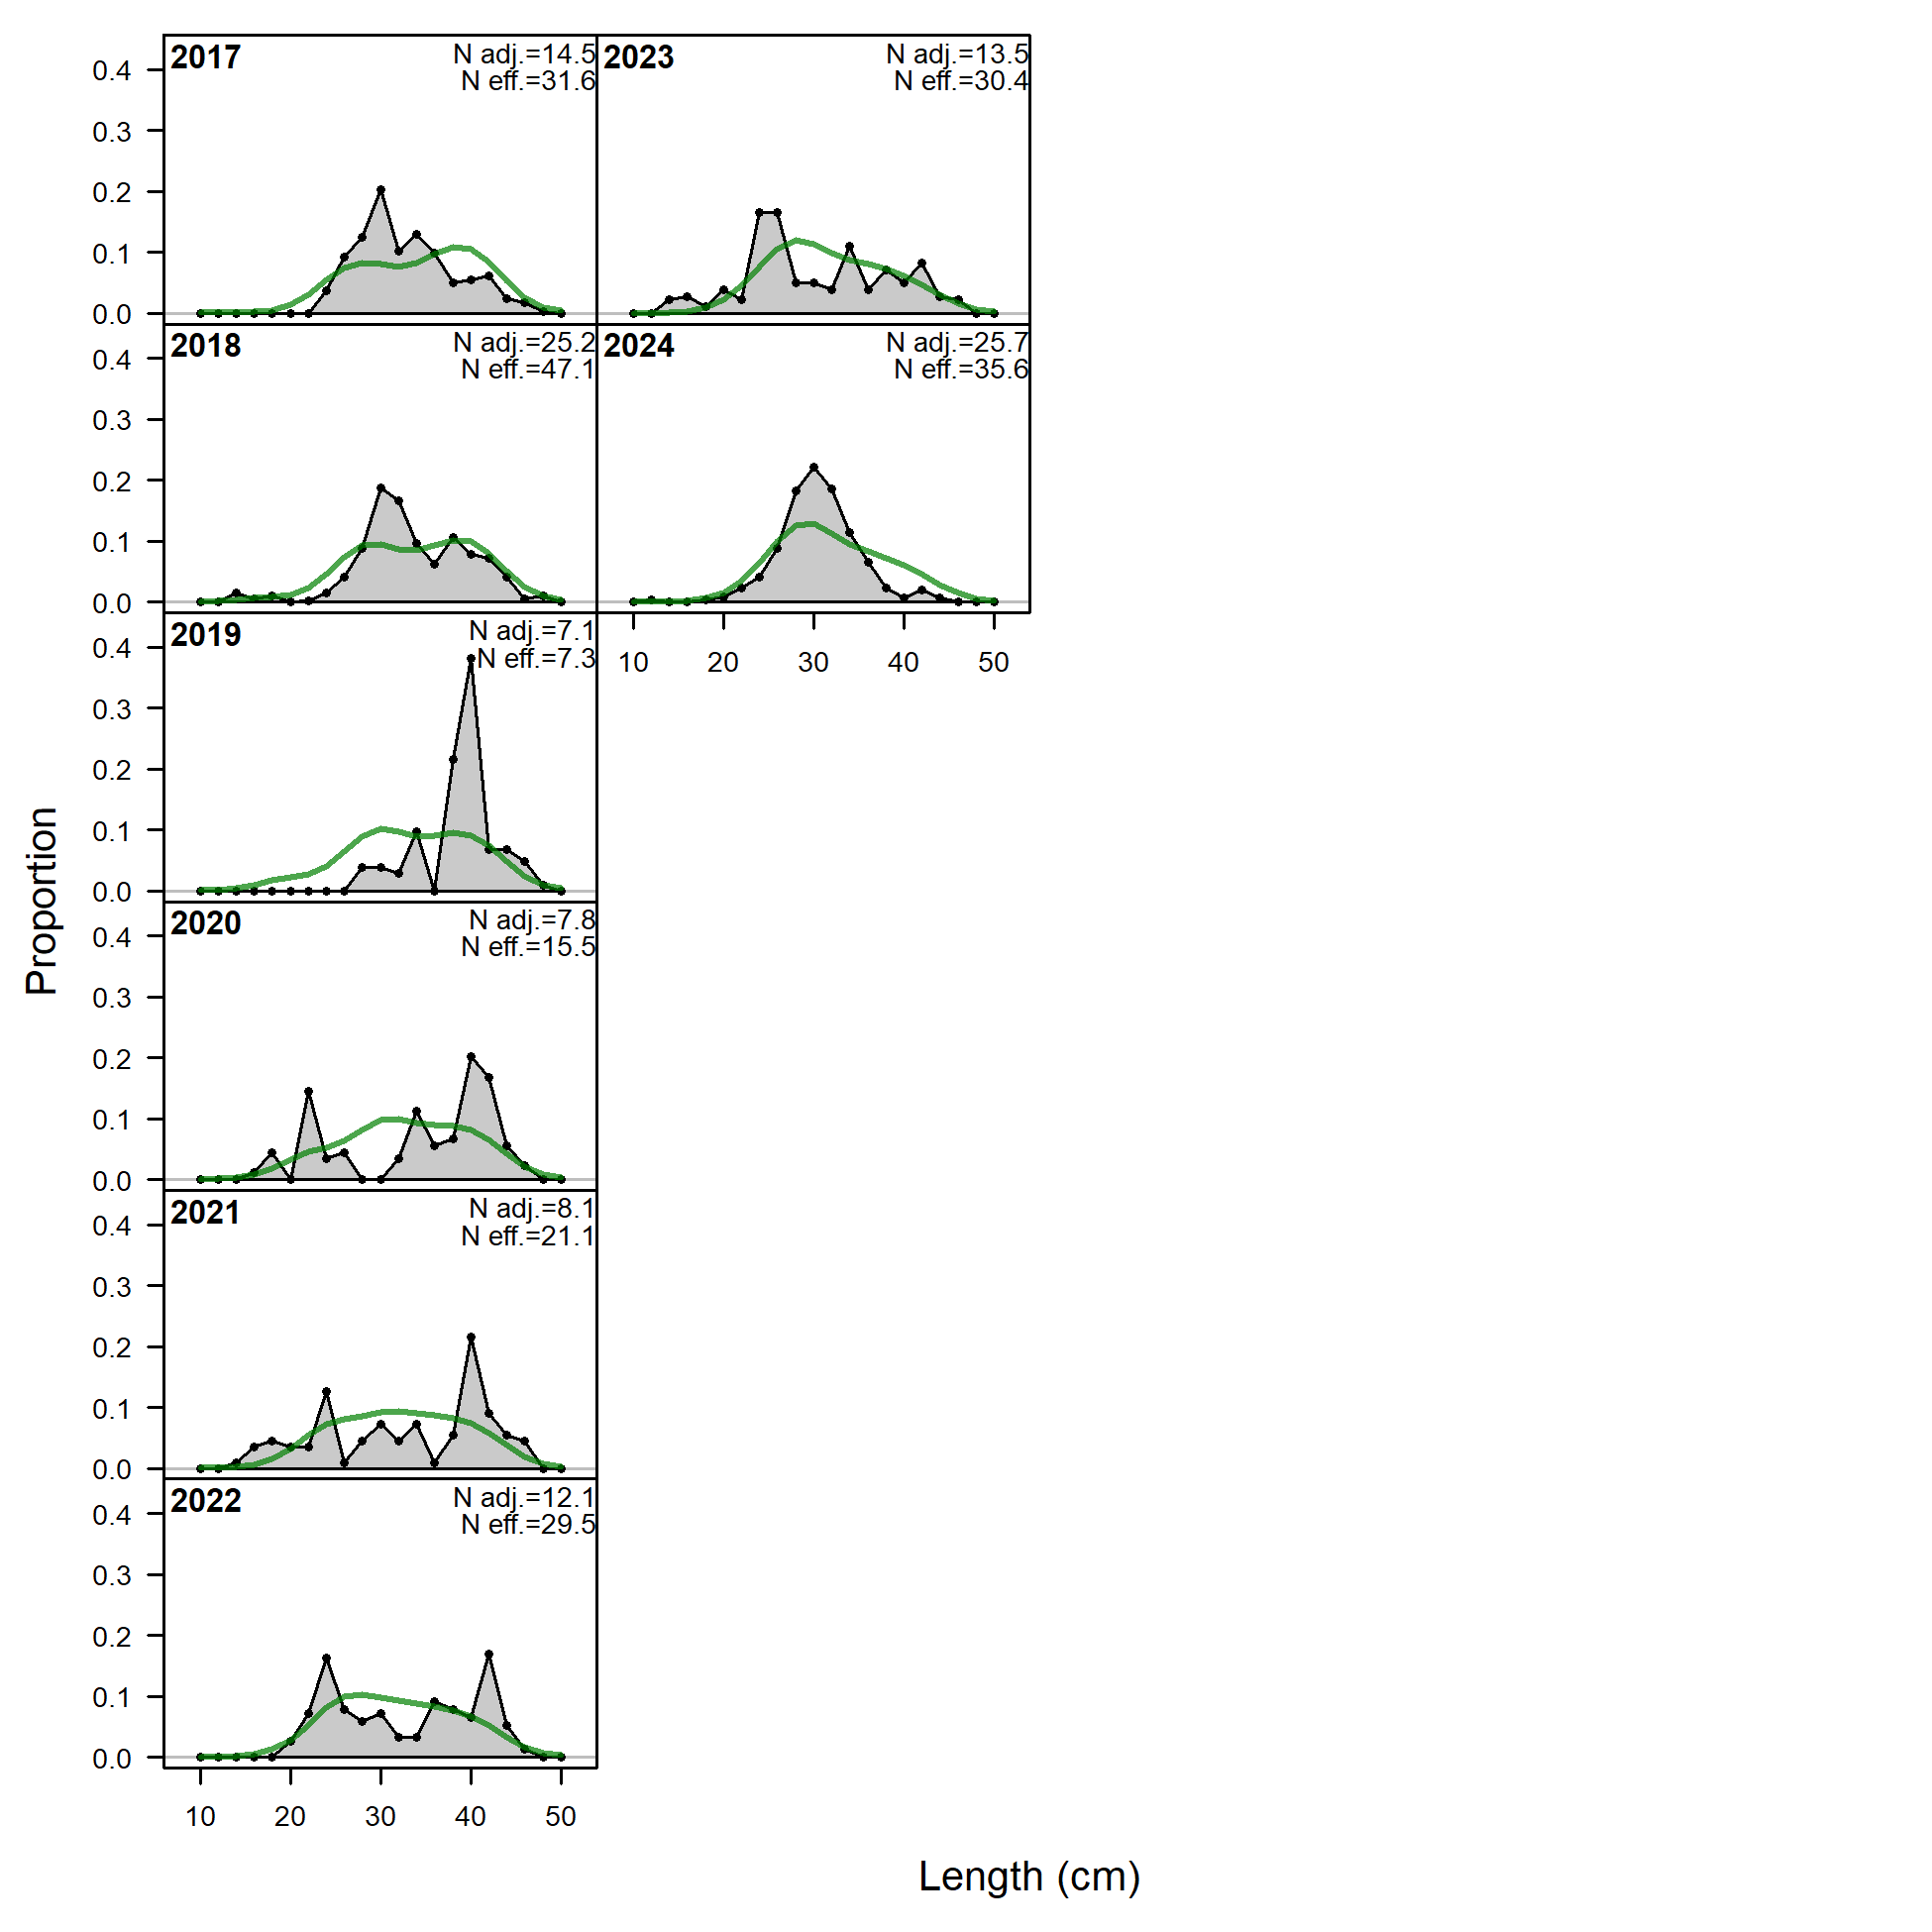 2017
N adj.=14.5
N eff.=31.6
0.4
0.3
0.2
0.1
0.0
2023
N adj.=13.5
N eff.=30.4
2018
N adj.=25.2
N eff.=47.1
0.4
0.3
0.2
0.1
0.0
2024
N adj.=25.7
N eff.=35.6
10 20 30 40 50
2019
N adj.=7.1
N eff.=7.3
0.4
0.3
0.2
0.1
0.0
2020
N adj.=7.8
N eff.=15.5
0.4
0.3
0.2
0.1
0.0
2021
N adj.=8.1
N eff.=21.1
0.4
0.3
0.2
0.1
0.0
2022
N adj.=12.1
N eff.=29.5
0.4
0.3
0.2
0.1
0.0
10 20 30 40 50
Proportion
Length (cm)